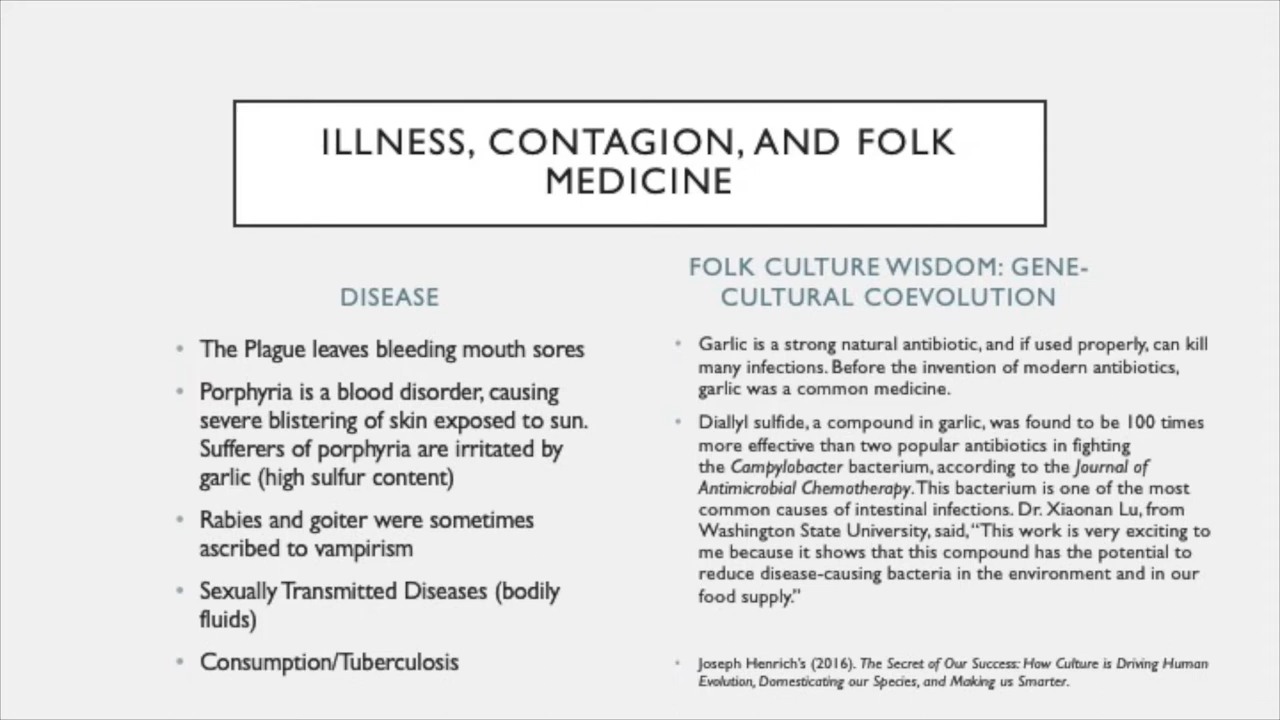 ILLNESS, CONTAGION, AND FOLK
MEDICINE
DISEASE
• The Plague leaves bleeding mouth sores
• Porphyria is a blood disorder, causing
severe blistering of skin exposed to sun.
Sufferers of porphyria are irritated by
garlic (high sulfur content)
• Rabies and goiter were sometimes
ascribed to vampirism
• Sexually Transmitted Diseases (bodily
fluids)
• Consumption/Tuberculosis
FOLK CULTURE WISDOM: GENE-
CULTURAL COEVOLUTION
• Garlic is a strong natural antibiotic, and if used properly, can kill
many infections. Before the invention of modern antibiotics,
garlic was a common medicine.
• Diallyl sulfide, a compound in garlic, was found to be 100 times
more effective than two popular antibiotics in fighting
the Campylobacter bacterium, according to the Journal of
Antimicrobial Chemotherapy. This bacterium is one of the most
common causes of intestinal infections. Dr. Xiaonan Lu, from
Washington State University, said, “This work is very exciting to
me because it shows that this compound has the potential to
reduce disease-causing bacteria in the environment and in our
food supply.”
• Joseph Henrich’s (2016). The Secret of Our Success: How Culture is Driving Human
Evolution, Domesticating our Species, and Making us Smarter.